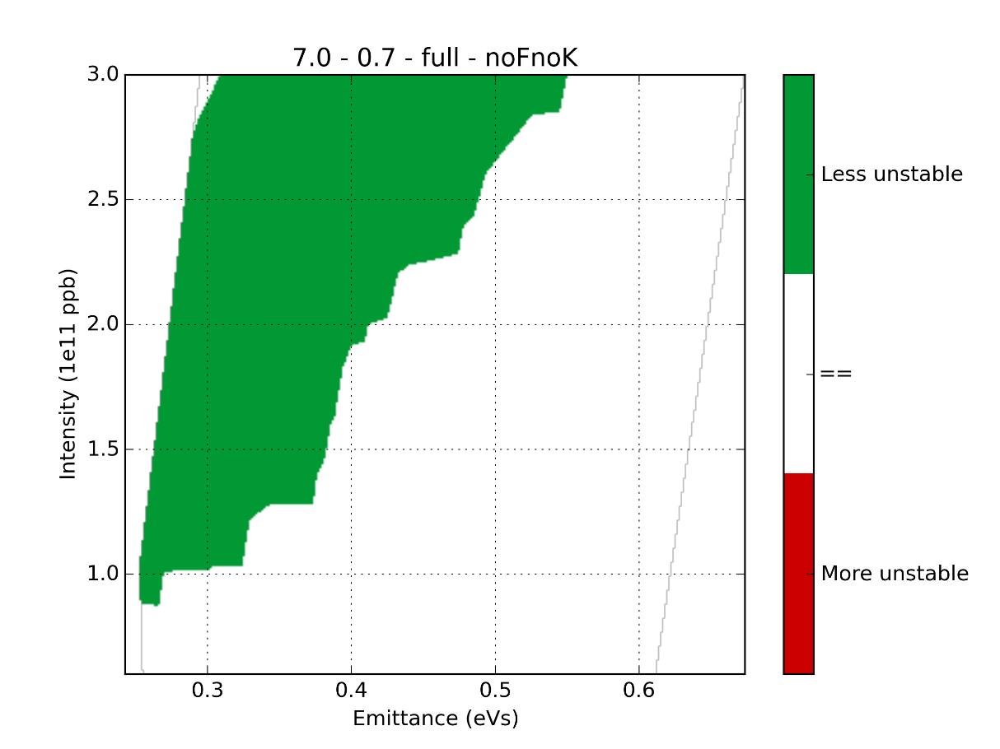 7.0 - 0.7 - full - noFnoK
3.0
2.5
2.0
1.5
1.0
Intensity (1e11 ppb)
0.3 0.4 0.5 0.6
Emittance (eVs)
Less unstable
==
More unstable